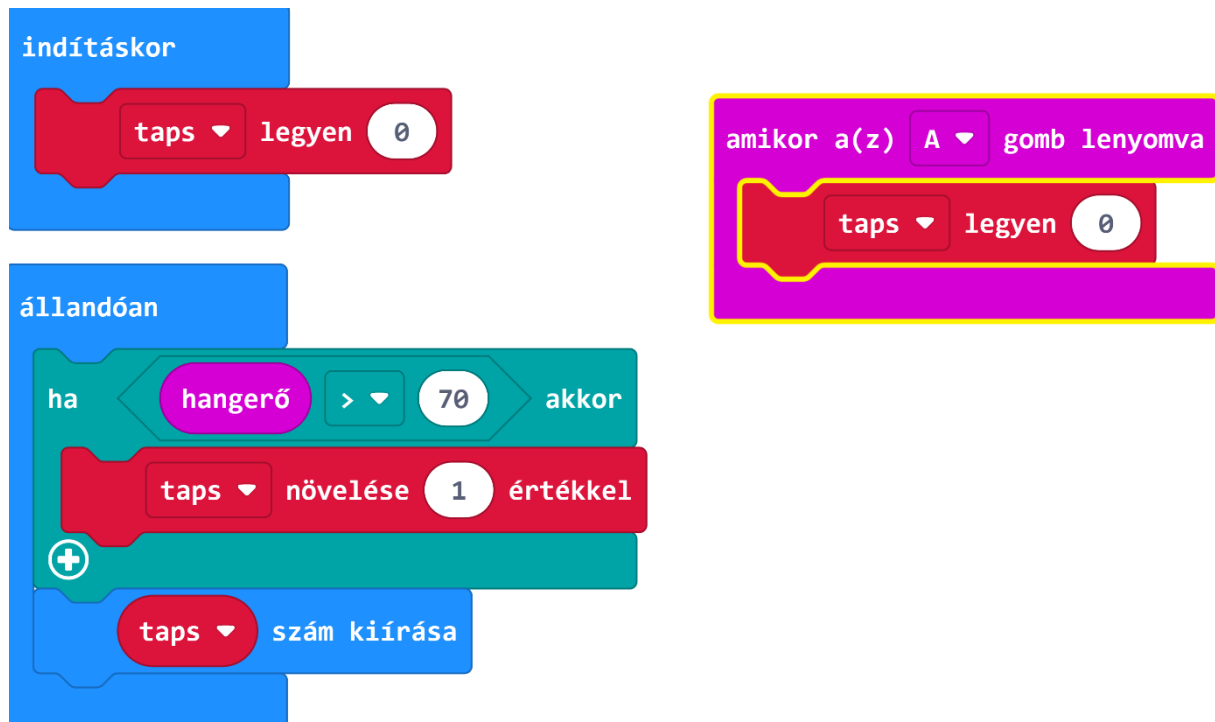 indításkor
taps legyen 0
állandóan
ha hangerő > 70 akkor
taps növelése 1 értékkel
taps szám kiírása
amikor a(z) A gomb lenyomva
taps legyen 0